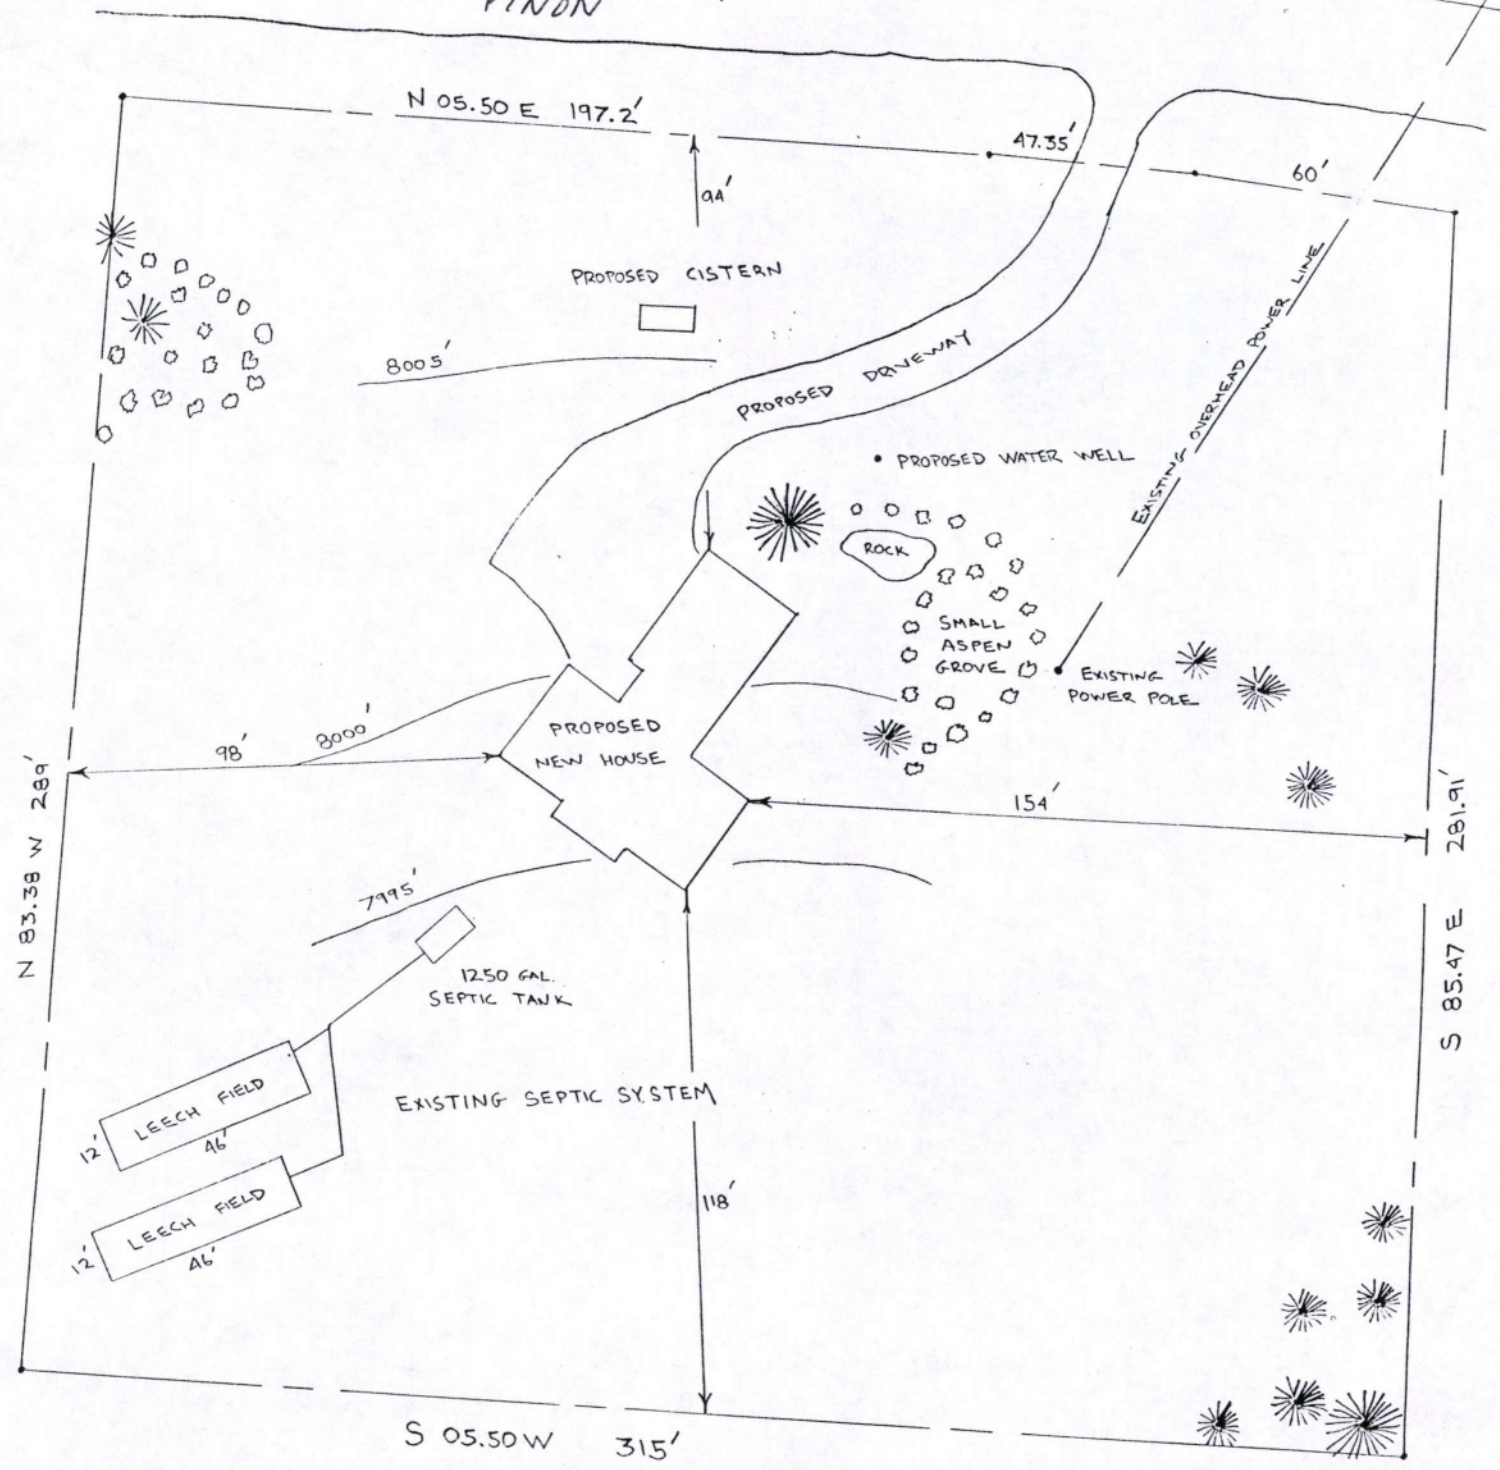 PINON
N 05.50 E 197.2'
47.35'
60'
94'
PROPOSED CISTERN
8005'
PROPOSED DRIVEWAY
EXISTING OVERHEAD POWER LINE
PROPOSED WATER WELL
ROCK
SMALL
ASPEN
GROVE
EXISTING
POWER POLE
PROPOSED
NEW HOUSE
98'
8000'
154'
N 83.38 W 289'
S 85.47 E 281.91'
7995'
1250 GAL.
SEPTIC TANK
EXISTING SEPTIC SYSTEM
LEECH FIELD
12'
46'
LEECH FIELD
12'
46'
118'
S 05.50 W 315'